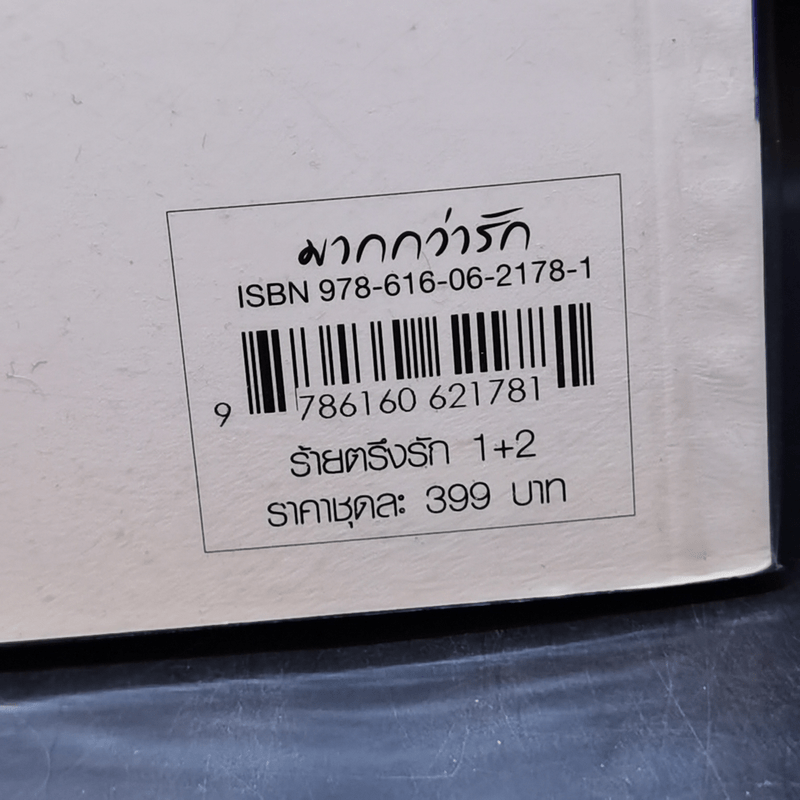 มากกว่ารัก
ISBN 978-616-06-2178-1
9 786160 621781
ร้ายตรึงรัก 1+2
ราคาชุดละ 399 บาท